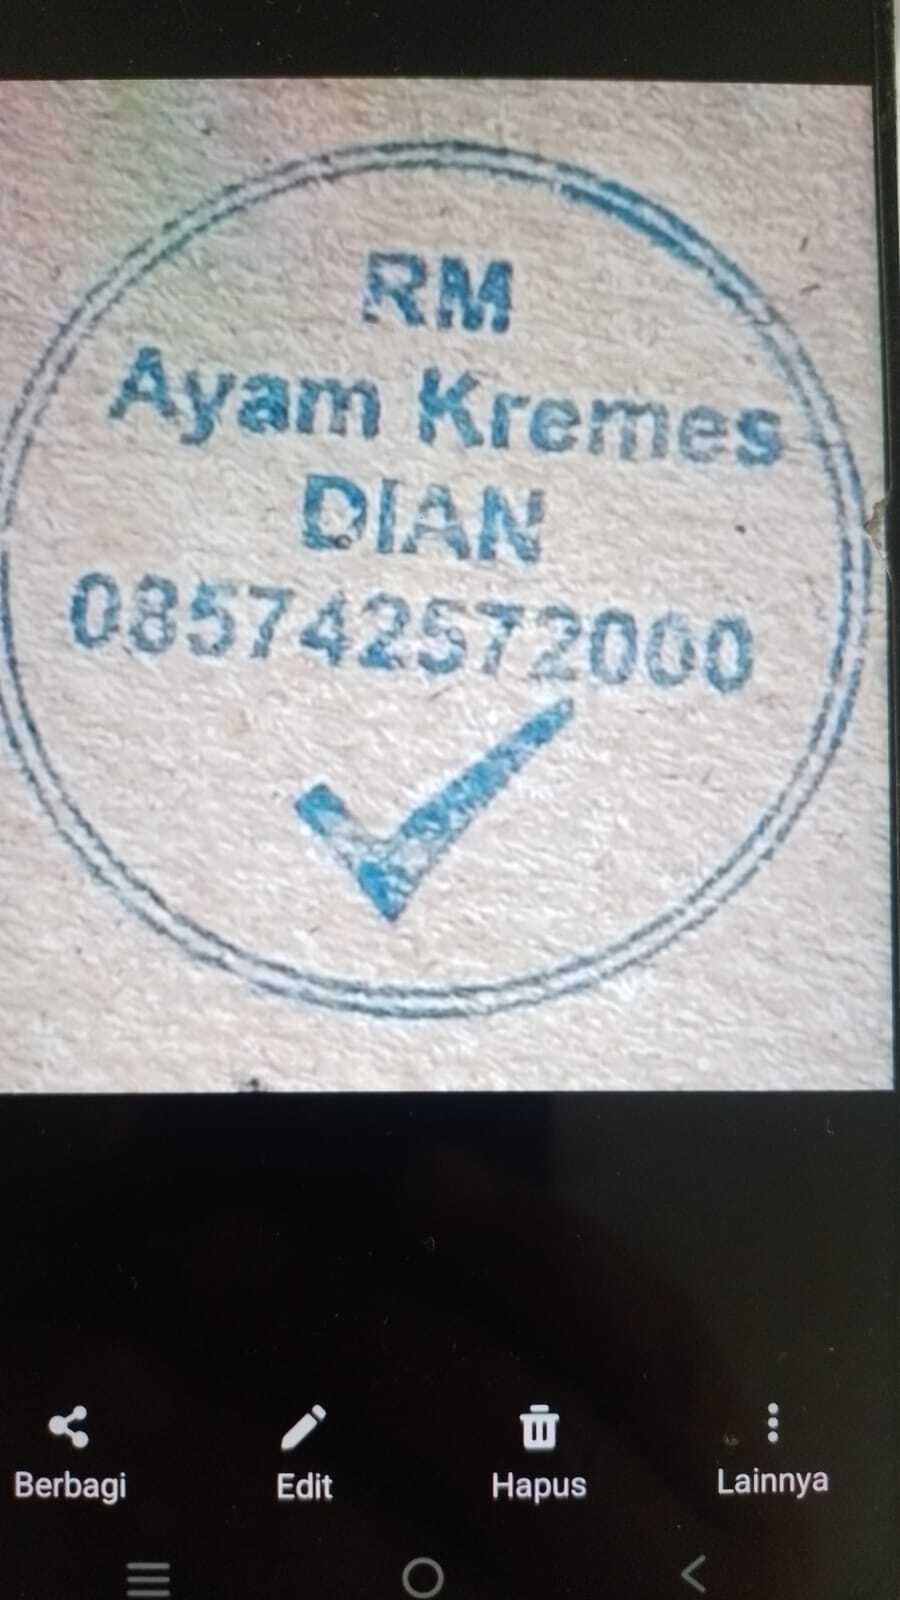 RM
Ayam Kremes
DIAN
085742572000
Berbagi
Edit
Hapus
Lainnya